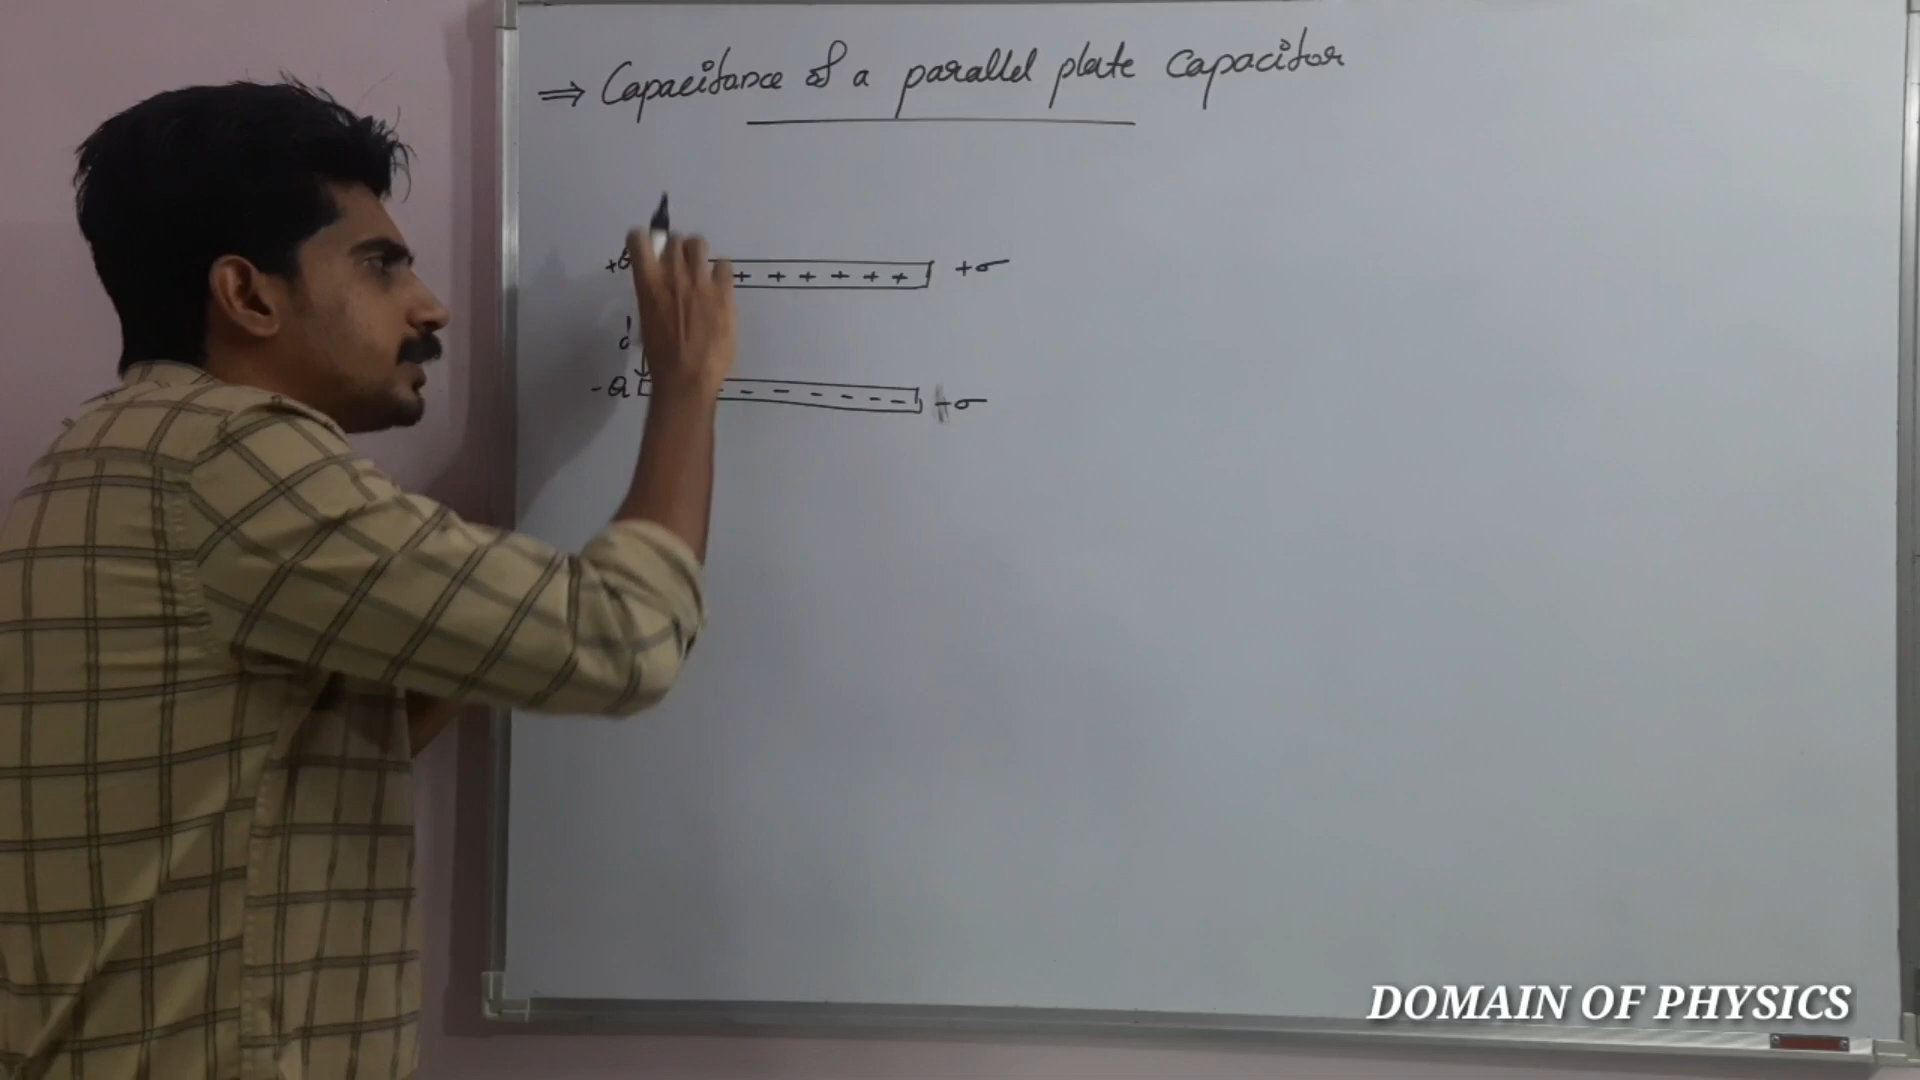 ⇒ Capacitance of a parallel plate capacitor
+Q + + + + + + +σ
d
-Q - - - - - - -σ
DOMAIN OF PHYSICS